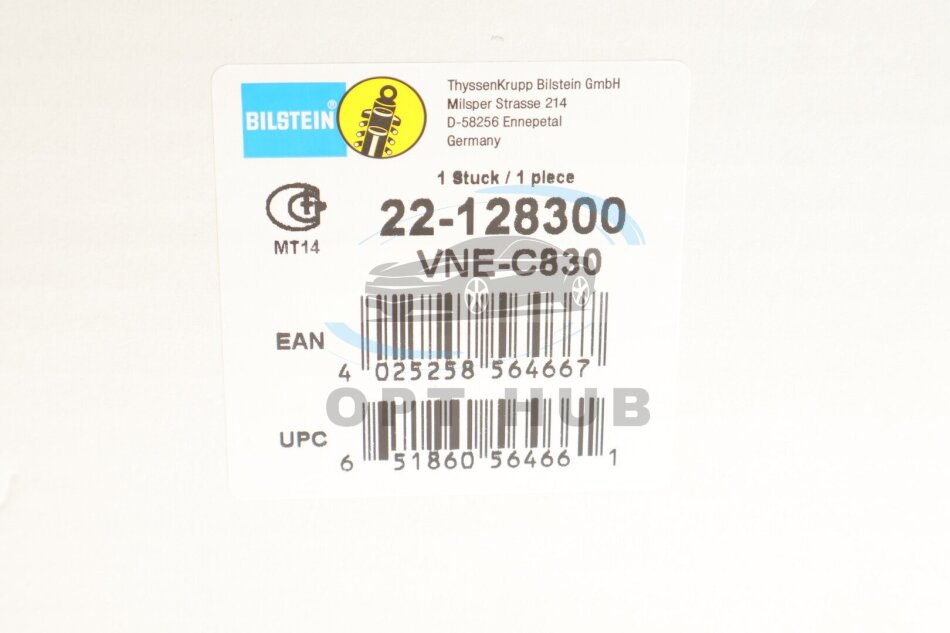 BILSTEIN®
ThyssenKrupp Bilstein GmbH
Milsper Strasse 214
D-58256 Ennepetal
Germany
1 Stuck / 1 piece
22-128300
MT14
VNE-C830
EAN
4 025258 564667
OPT HUB
UPC
6 51860 56466 1